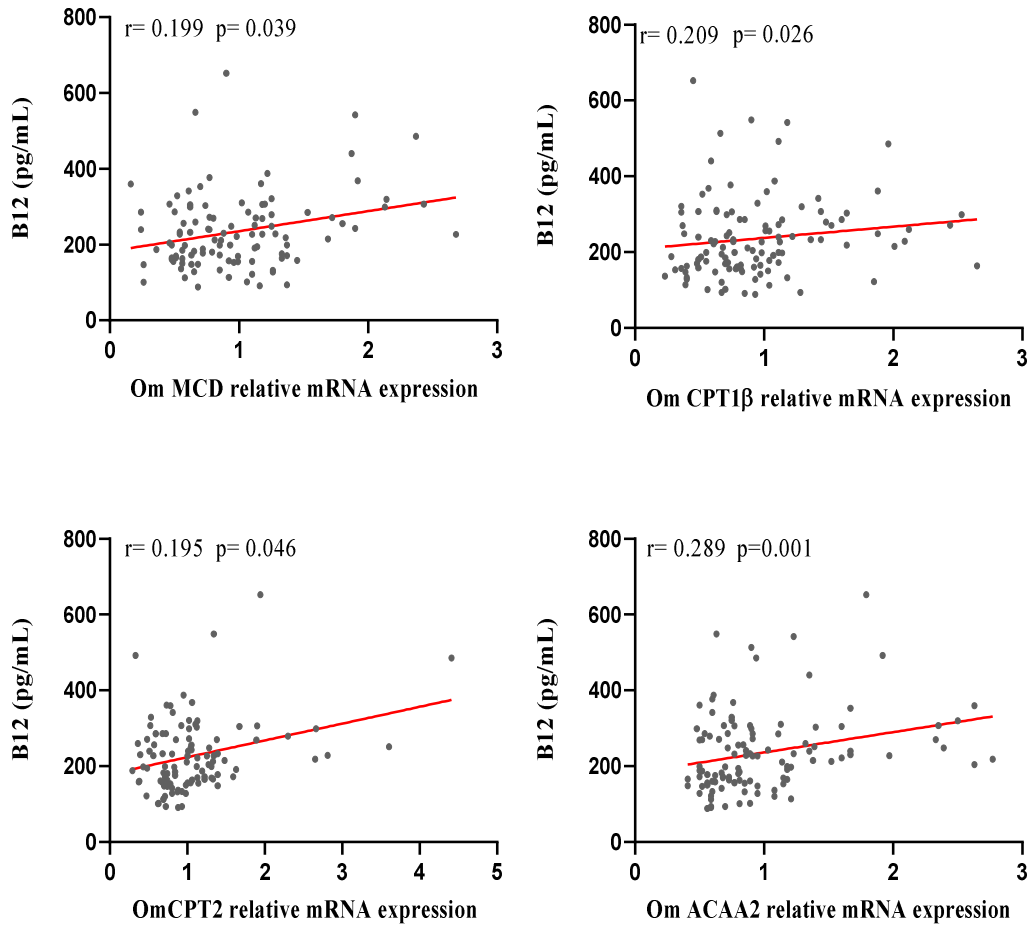 r= 0.199 p= 0.039
800
600
400
200
0
B12 (pg/mL)
0 1 2 3
Om MCD relative mRNA expression
r= 0.209 p= 0.026
800
600
400
200
0
B12 (pg/mL)
0 1 2 3
Om CPT1β relative mRNA expression
r= 0.195 p= 0.046
800
600
400
200
0
B12 (pg/mL)
0 1 2 3 4 5
OmCPT2 relative mRNA expression
r= 0.289 p=0.001
800
600
400
200
0
B12 (pg/mL)
0 1 2 3
Om ACAA2 relative mRNA expression